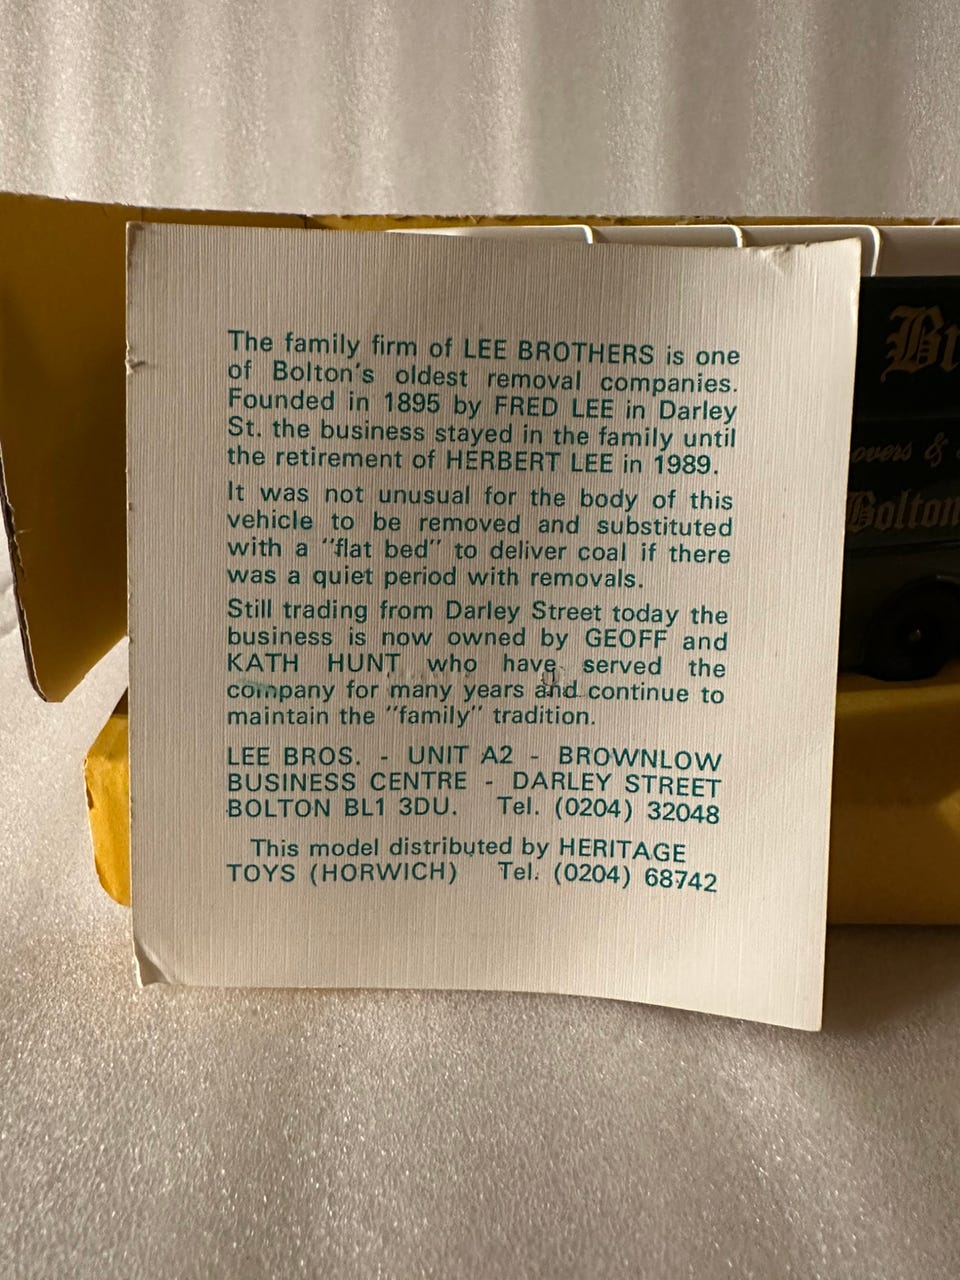 The family firm of LEE BROTHERS is one
of Bolton's oldest removal companies.
Founded in 1895 by FRED LEE in Darley
St. the business stayed in the family until
the retirement of HERBERT LEE in 1989.
It was not unusual for the body of this
vehicle to be removed and substituted
with a "flat bed" to deliver coal if there
was a quiet period with removals.
Still trading from Darley Street today the
business is now owned by GEOFF and
KATH HUNT who have served the
company for many years and continue to
maintain the "family" tradition.
LEE BROS. - UNIT A2 - BROWNLOW
BUSINESS CENTRE - DARLEY STREET
BOLTON BL1 3DU. Tel. (0204) 32048
This model distributed by HERITAGE
TOYS (HORWICH) Tel. (0204) 68742
Br
overs &
Bolton